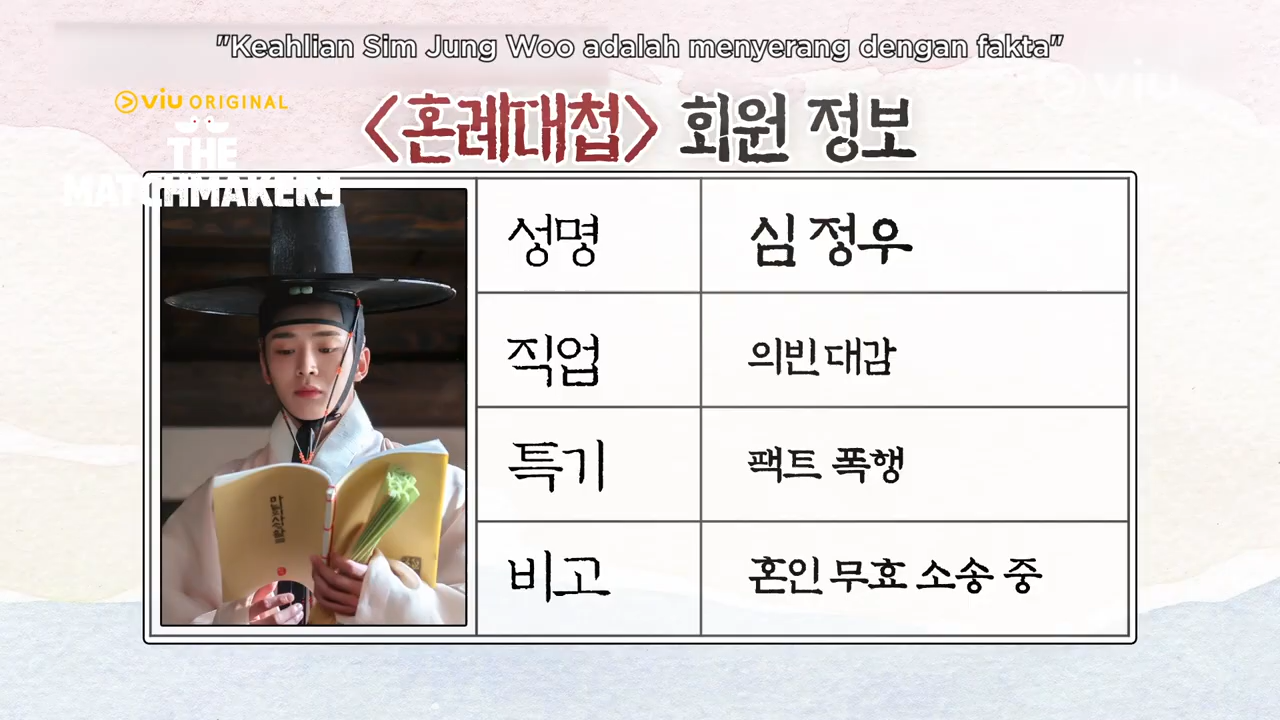 "Keahlian Sim Jung Woo adalah menyerang dengan fakta"
viu ORIGINAL
viu
THE
MATCHMAKERS
<혼례대첩> 회원 정보
성명 심 정우
직업 의빈 대감
특기 팩트 폭행
비고 혼인 무효 소송 중